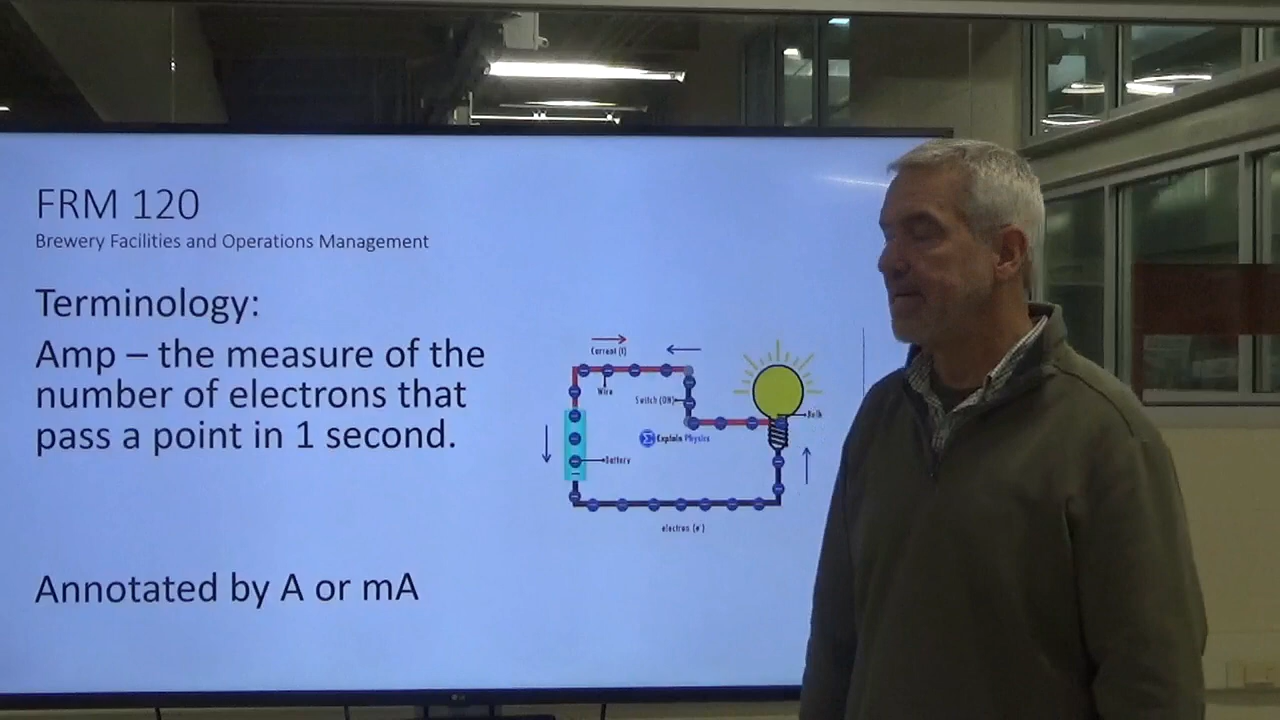 FRM 120
Brewery Facilities and Operations Management
Terminology:
Amp – the measure of the
number of electrons that
pass a point in 1 second.
Annotated by A or mA
Current (I)
Wire
Switch (ON)
Bulb
Explain Physics
Battery
electron (e⁻)
LG